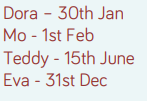 Dora – 30th Jan
Mo - 1st Feb
Teddy - 15th June
Eva - 31st Dec